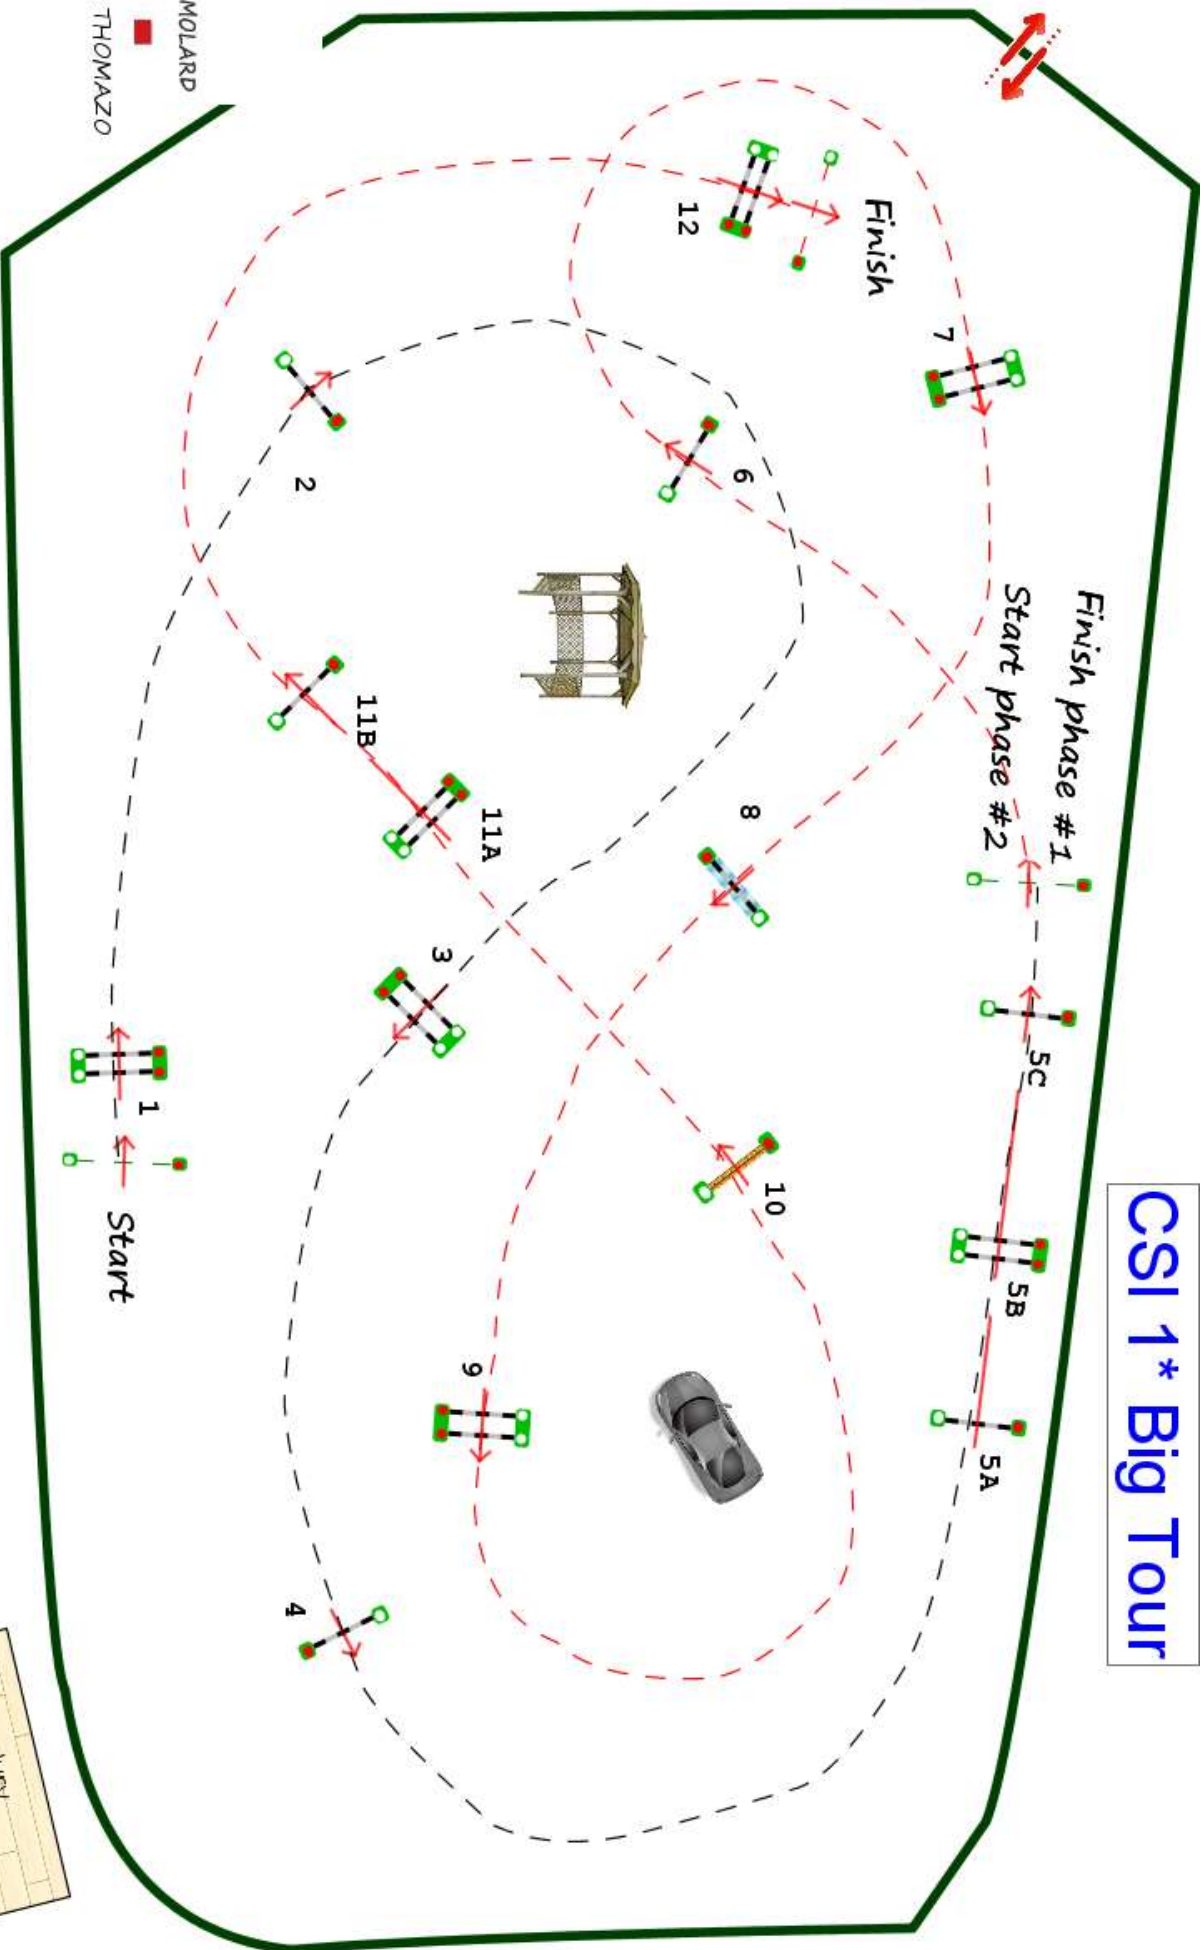 CSI 1* Big Tour
MOLARD
THOMAZO
Finish
Finish phase #1
Start phase #2
Start
1
2
3
4
5A
5B
5C
6
7
8
9
10
11A
11B
12